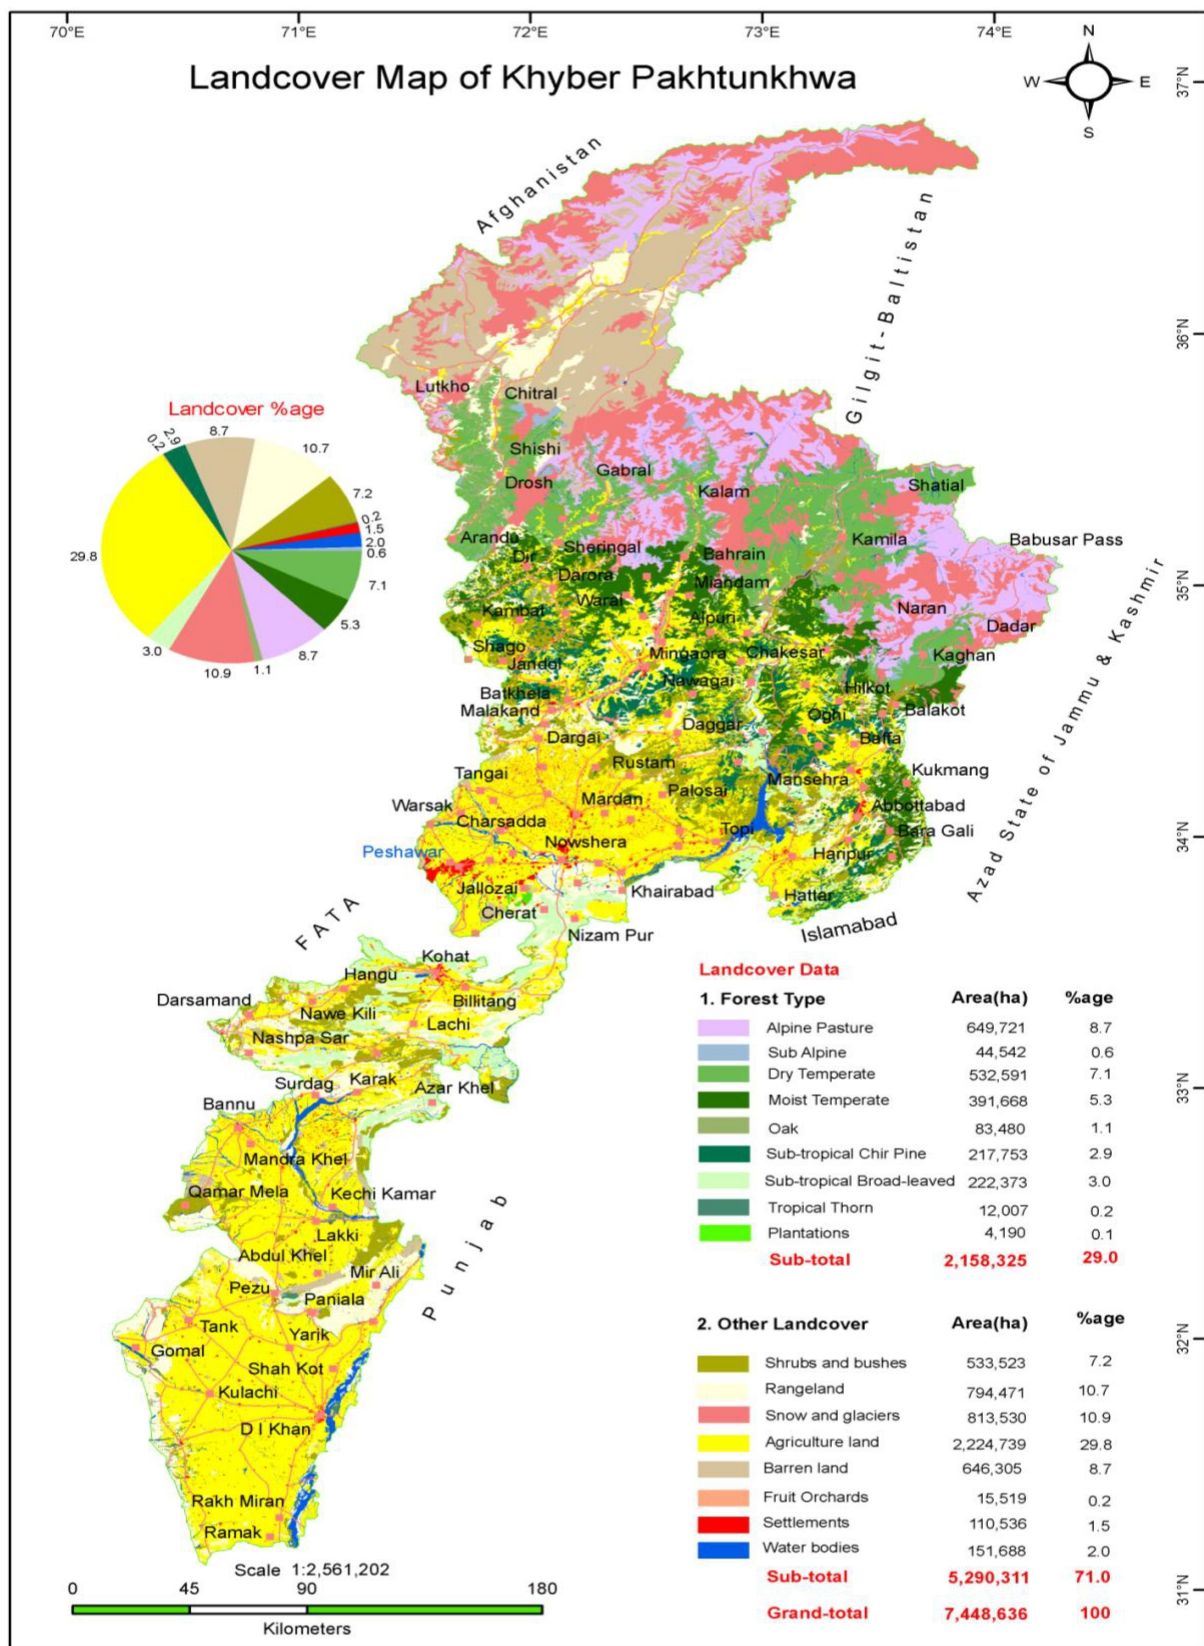 70°E 71°E 72°E 73°E 74°E
Landcover Map of Khyber Pakhtunkhwa
N
W E
S
37°N
36°N
35°N
34°N
33°N
32°N
31°N
Afghanistan
Gilgit-Baltistan
Azad State of Jammu & Kashmir
Islamabad
FATA
Punjab
Landcover %age
8.7
10.7
7.2
0.2
1.5
2.0
0.6
7.1
5.3
8.7
1.1
10.9
3.0
29.8
0.2
2.9
Lutkho
Chitral
Shishi
Gabral
Drosh
Kalam
Shatial
Arandu
Dir
Sheringal
Bahrain
Kamila
Babusar Pass
Darora
Miandam
Warai
Kambat
Alpuri
Naran
Dadar
Shago
Jandol
Mingaora
Chakesar
Kaghan
Nawagai
Batkhela
Hilkot
Malakand
Oghi
Balakot
Daggar
Dargai
Baffa
Rustam
Tangai
Mansehra
Kukmang
Palosai
Mardan
Warsak
Abbottabad
Charsadda
Topi
Bara Gali
Nowshera
Peshawar
Haripur
Jallozai
Khairabad
Hattar
Cherat
Nizam Pur
Kohat
Hangu
Darsamand
Billitang
Nawe Kili
Lachi
Nashpa Sar
Surdag
Karak
Azar Khel
Bannu
Mandra Khel
Qamar Mela
Kechi Kamar
Lakki
Abdul Khel
Mir Ali
Pezu
Paniala
Tank
Yarik
Gomal
Shah Kot
Kulachi
D I Khan
Rakh Miran
Ramak
Scale 1:2,561,202
0 45 90 180
Kilometers
Landcover Data
1. Forest Type Area(ha) %age
Alpine Pasture 649,721 8.7
Sub Alpine 44,542 0.6
Dry Temperate 532,591 7.1
Moist Temperate 391,668 5.3
Oak 83,480 1.1
Sub-tropical Chir Pine 217,753 2.9
Sub-tropical Broad-leaved 222,373 3.0
Tropical Thorn 12,007 0.2
Plantations 4,190 0.1
Sub-total 2,158,325 29.0
2. Other Landcover Area(ha) %age
Shrubs and bushes 533,523 7.2
Rangeland 794,471 10.7
Snow and glaciers 813,530 10.9
Agriculture land 2,224,739 29.8
Barren land 646,305 8.7
Fruit Orchards 15,519 0.2
Settlements 110,536 1.5
Water bodies 151,688 2.0
Sub-total 5,290,311 71.0
Grand-total 7,448,636 100